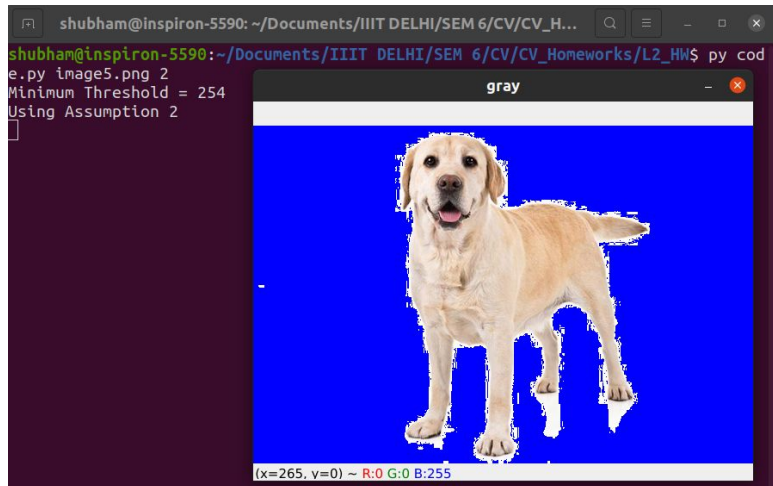 shubham@inspiron-5590: ~/Documents/IIIT DELHI/SEM 6/CV/CV_H...
shubham@inspiron-5590:~/Documents/IIIT DELHI/SEM 6/CV/CV_Homeworks/L2_HW$ py cod
e.py image5.png 2
Minimum Threshold = 254
Using Assumption 2
gray
(x=265, y=0) ~ R:0 G:0 B:255